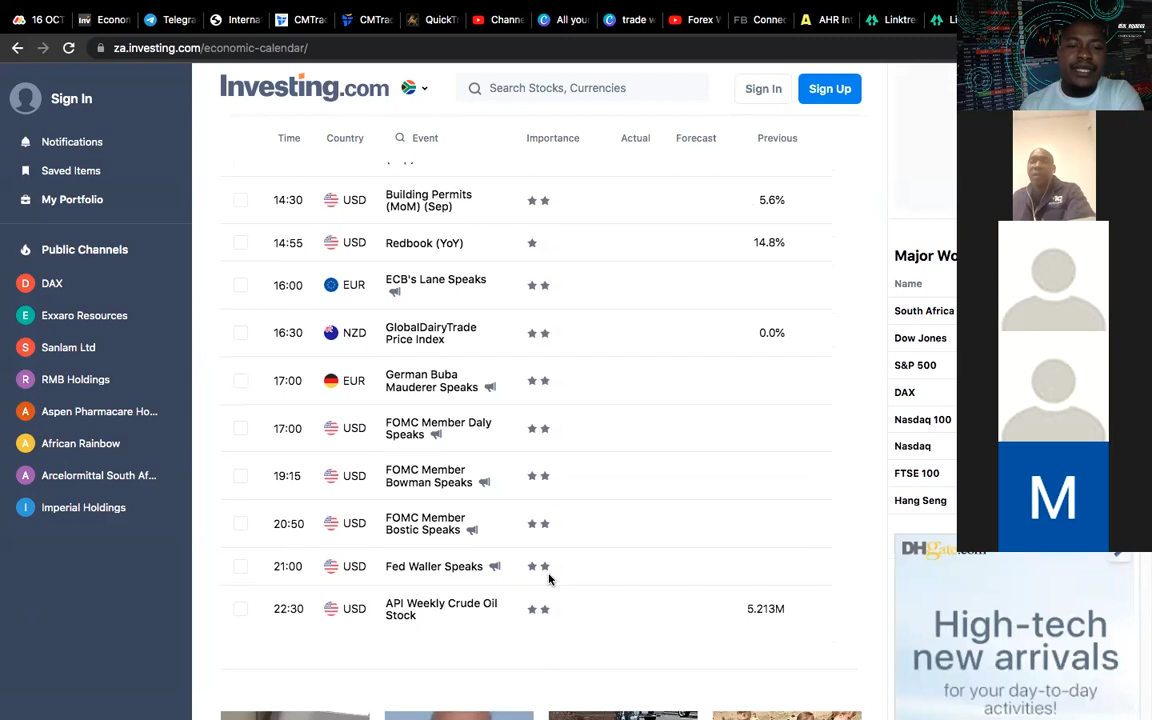 16 OCT
Econon
Telegra
Interna
CMTrac
CMTrac
QuickTr
Channe
All your
trade w
Forex V
FB Connec
AHR Int
Linktre
Li
za.investing.com/economic-calendar/
Investing.com
Search Stocks, Currencies
Sign In
Sign Up
Sign In
Notifications
Saved Items
My Portfolio
Public Channels
D DAX
E Exxaro Resources
S Sanlam Ltd
R RMB Holdings
A Aspen Pharmacare Ho...
A African Rainbow
A Arcelormittal South Af...
I Imperial Holdings
Time Country Event Importance Actual Forecast Previous
14:30 USD Building Permits 5.6%
(MoM) (Sep)
14:55 USD Redbook (YoY) 14.8%
16:00 EUR ECB's Lane Speaks
16:30 NZD GlobalDairyTrade 0.0%
Price Index
17:00 EUR German Buba
Mauderer Speaks
17:00 USD FOMC Member Daly
Speaks
19:15 USD FOMC Member
Bowman Speaks
20:50 USD FOMC Member
Bostic Speaks
21:00 USD Fed Waller Speaks
22:30 USD API Weekly Crude Oil 5.213M
Stock
Major Wo
Name
South Africa
Dow Jones
S&P 500
DAX
Nasdaq 100
Nasdaq
FTSE 100
Hang Seng
M
DHgate.com
High-tech
new arrivals
for your day-to-day
activities!